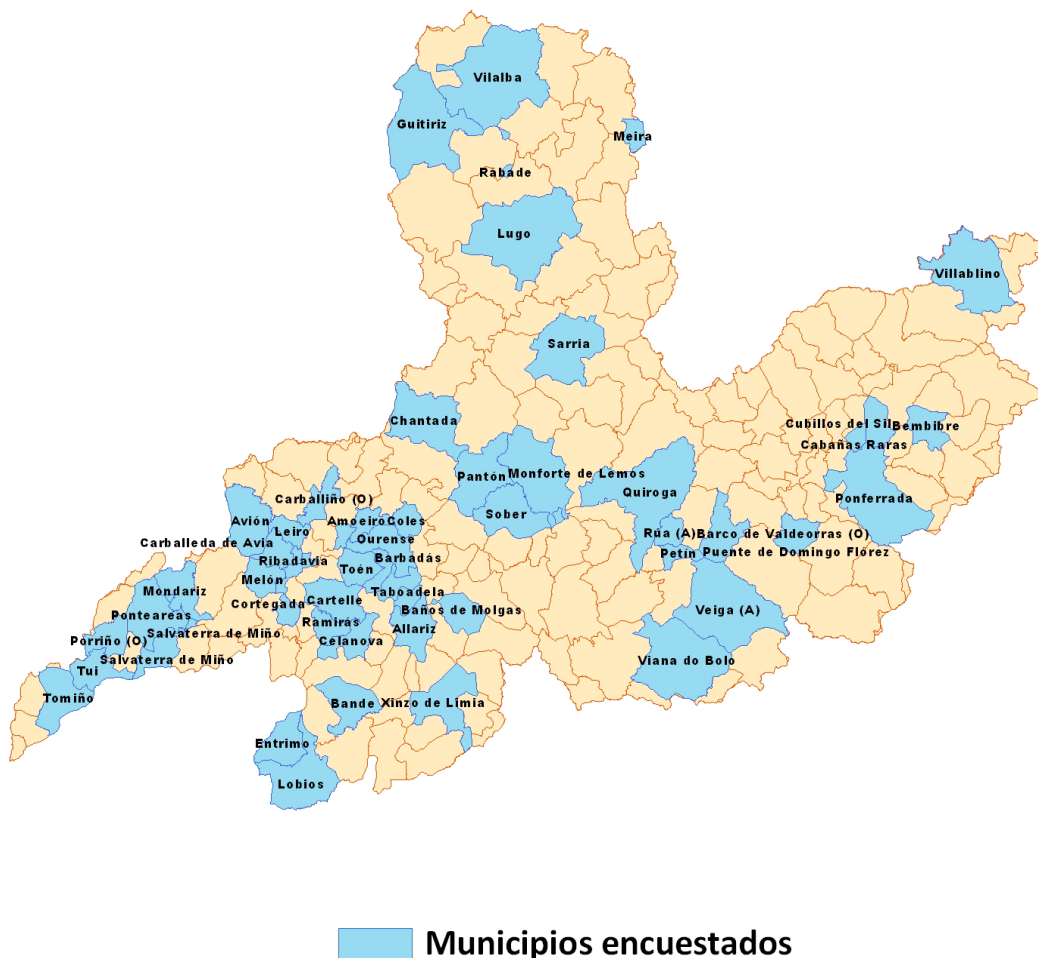 Vilalba
Guitiriz
Meira
Rábade
Lugo
Villablino
Sarria
Chantada
Cubillos del Sil
Bembibre
Cabañas Raras
Pantón
Monforte de Lemos
Quiroga
Ponferrada
Carballiño (O)
Sober
Avión
Amoeiro
Coles
Leiro
Rúa (A)
Barco de Valdeorras (O)
Carballeda de Avia
Ourense
Petín
Puente de Domingo Flórez
Ribadavia
Barbadás
Toén
Melón
Mondariz
Taboadela
Cortegada
Cartelle
Baños de Molgas
Veiga (A)
Ponteareas
Ramirás
Allariz
Salvaterra de Miño
Porriño (O)
Celanova
Salvaterra de Miño
Viana do Bolo
Tui
Tomiño
Bande
Xinzo de Limia
Entrimo
Lobios
Municipios encuestados